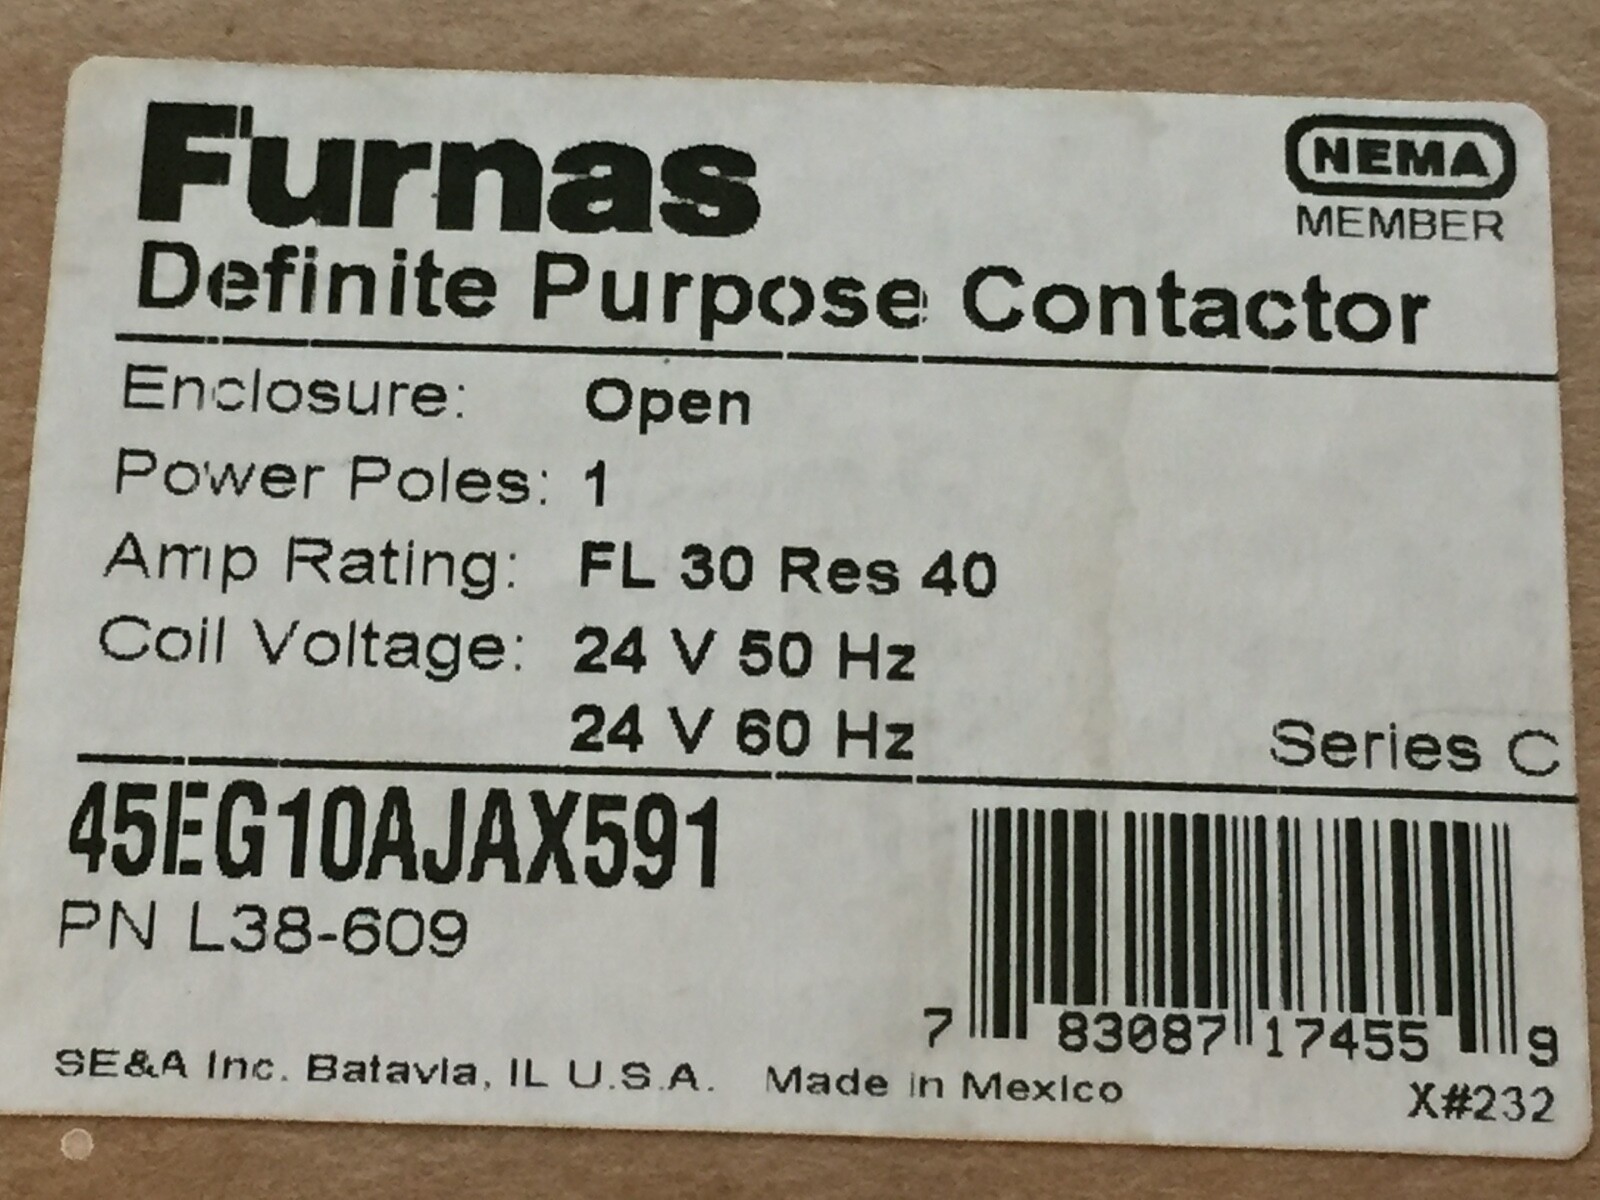 Furnas
NEMA
MEMBER
Definite Purpose Contactor
Enclosure: Open
Power Poles: 1
Amp Rating: FL 30 Res 40
Coil Voltage: 24 V 50 Hz
24 V 60 Hz
Series C
45EG10AJAX591
PN L38-609
7 83087 17455 9
SE&A Inc. Batavia, IL U.S.A. Made in Mexico
X#232